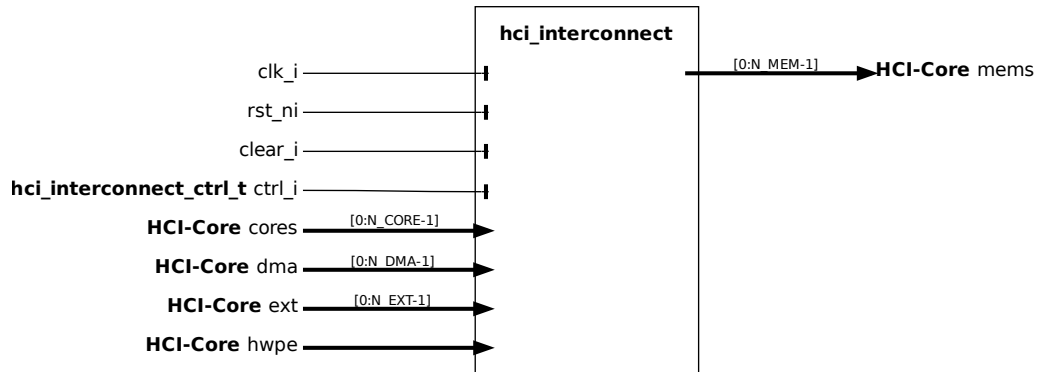 hci_interconnect
clk_i
[0:N_MEM-1]
HCI-Core mems
rst_ni
clear_i
hci_interconnect_ctrl_t ctrl_i
HCI-Core cores
[0:N_CORE-1]
HCI-Core dma
[0:N_DMA-1]
HCI-Core ext
[0:N_EXT-1]
HCI-Core hwpe